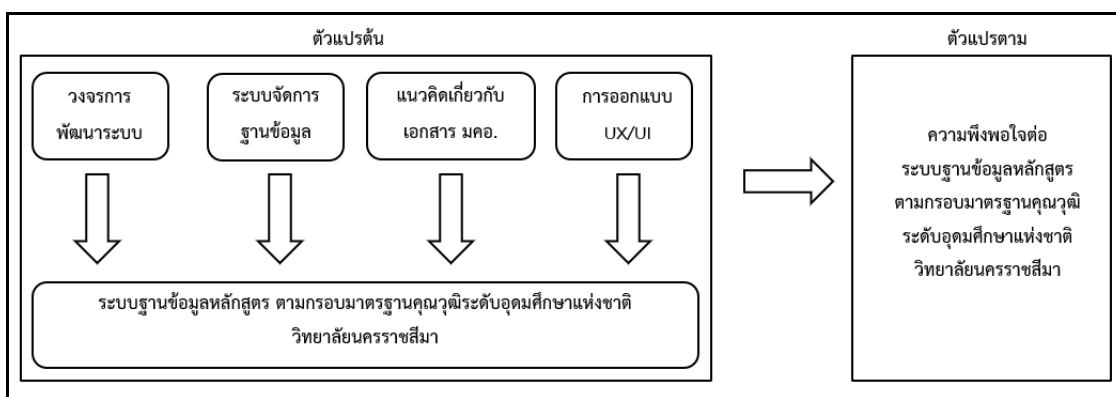 ตัวแปรต้น
วงจรการ
พัฒนาระบบ
ระบบจัดการ
ฐานข้อมูล
แนวคิดเกี่ยวกับ
เอกสาร มคอ.
การออกแบบ
UX/UI
ระบบฐานข้อมูลหลักสูตร ตามกรอบมาตรฐานคุณวุฒิระดับอุดมศึกษาแห่งชาติ
วิทยาลัยนครราชสีมา
ตัวแปรตาม
ความพึงพอใจต่อ
ระบบฐานข้อมูลหลักสูตร
ตามกรอบมาตรฐานคุณวุฒิ
ระดับอุดมศึกษาแห่งชาติ
วิทยาลัยนครราชสีมา